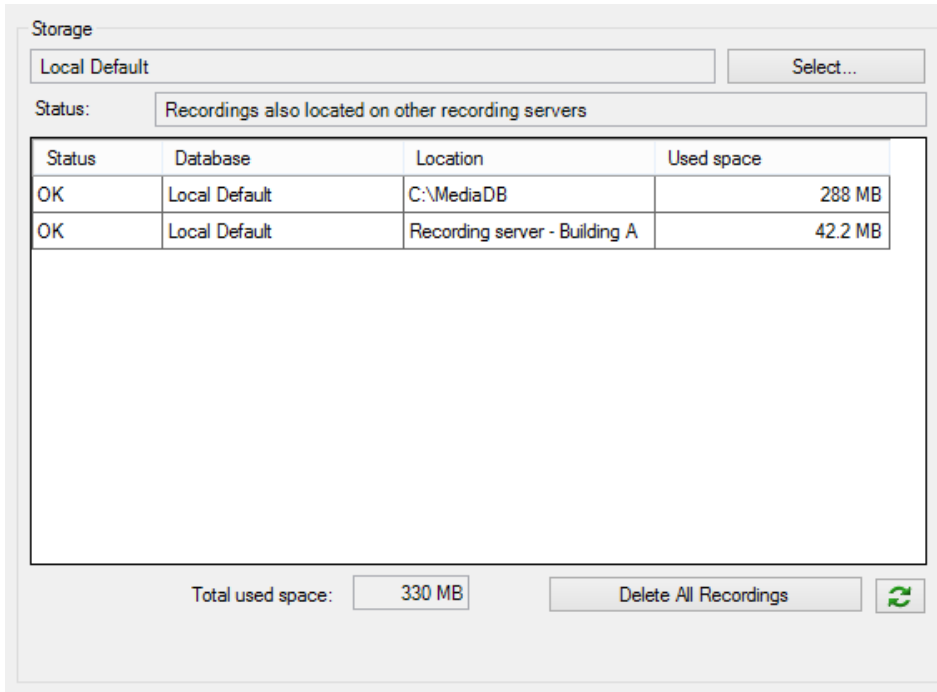 Storage
Local Default Select...
Status: Recordings also located on other recording servers
Status Database Location Used space
OK Local Default C:\MediaDB 288 MB
OK Local Default Recording server - Building A 42.2 MB
Total used space: 330 MB Delete All Recordings